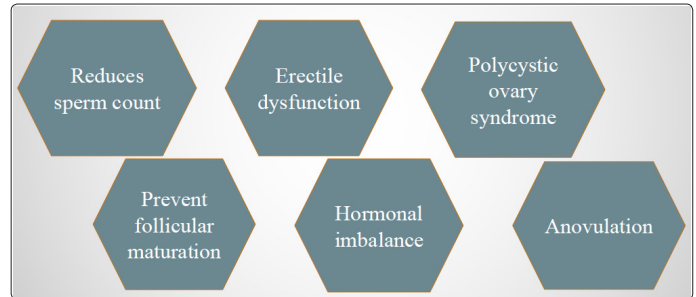 Reduces
sperm count
Erectile
dysfunction
Polycystic
ovary
syndrome
Prevent
follicular
maturation
Hormonal
imbalance
Anovulation